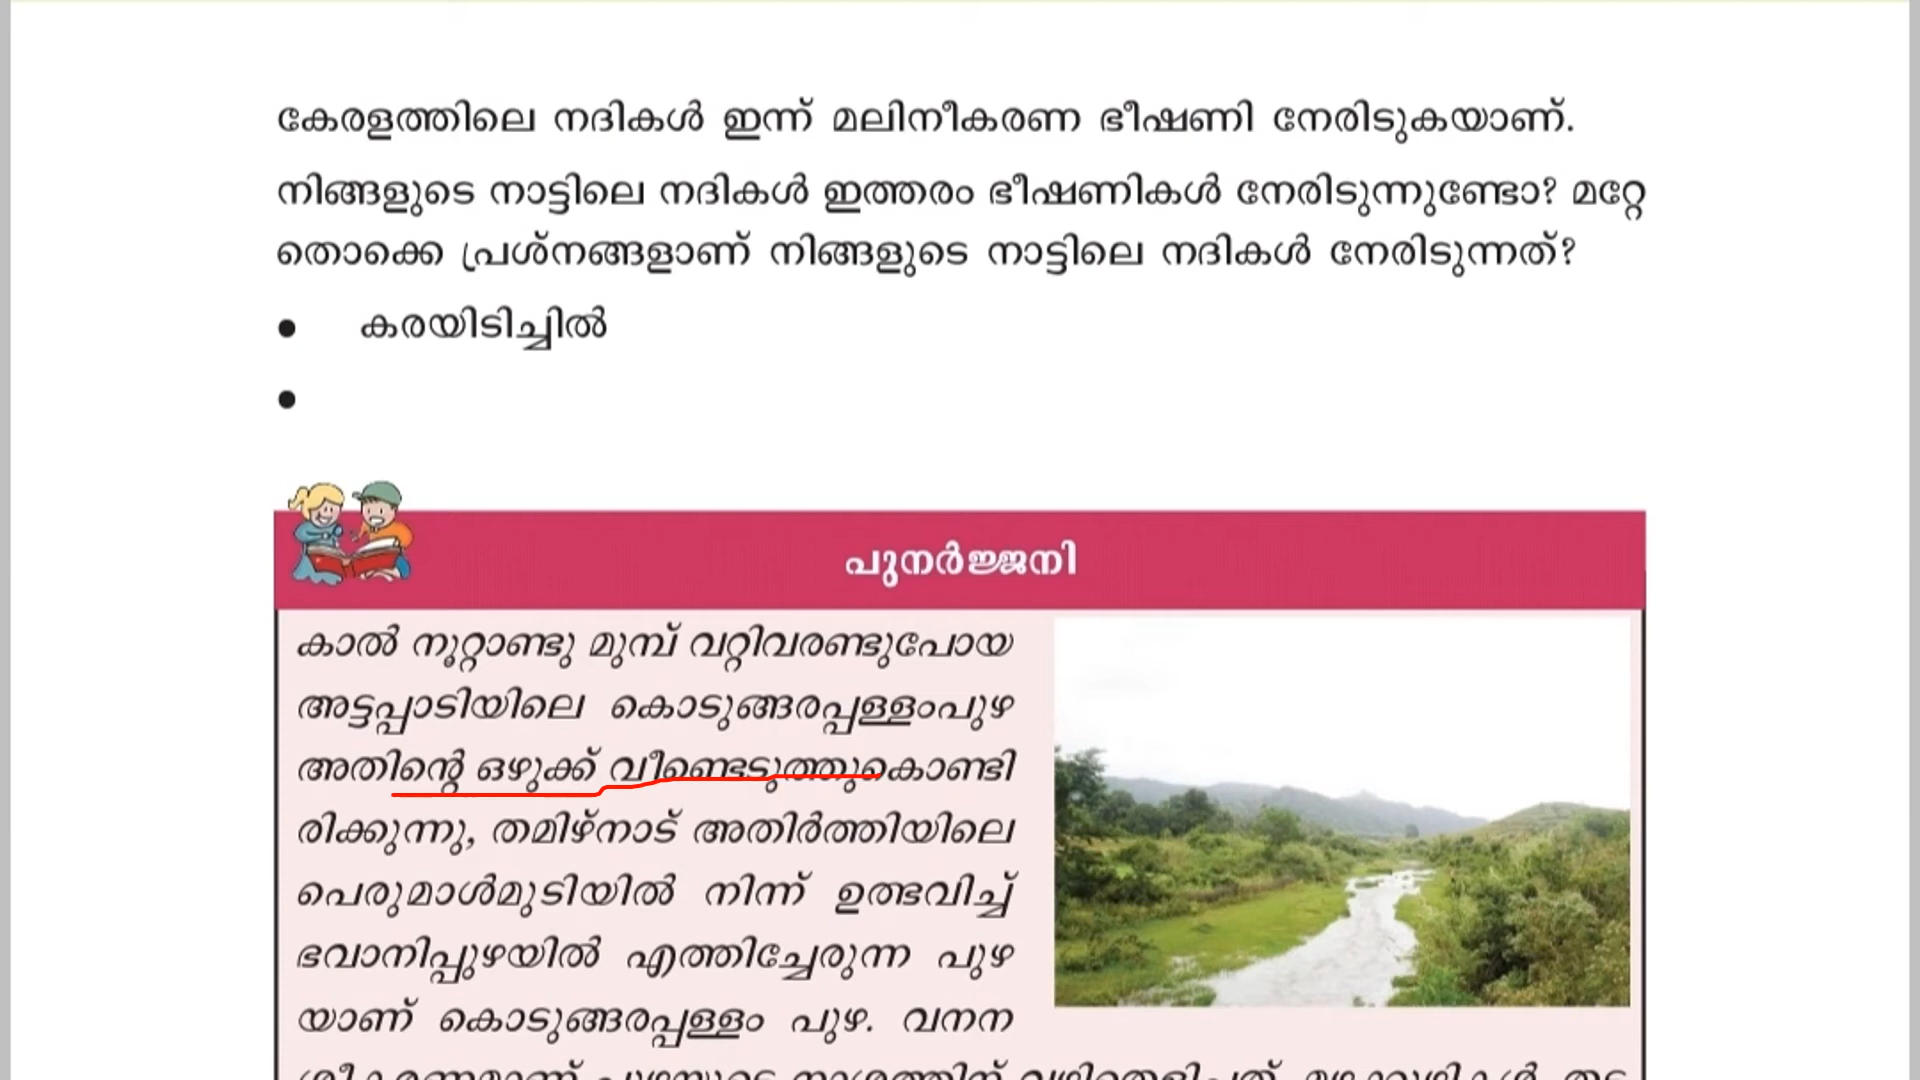 കേരളത്തിലെ നദികൾ ഇന്ന് മലിനീകരണ ഭീഷണി നേരിടുകയാണ്.
നിങ്ങളുടെ നാട്ടിലെ നദികൾ ഇത്തരം ഭീഷണികൾ നേരിടുന്നുണ്ടോ? മറ്റേ
തൊക്കെ പ്രശ്നങ്ങളാണ് നിങ്ങളുടെ നാട്ടിലെ നദികൾ നേരിടുന്നത്?
• കരയിടിച്ചിൽ
•
പുനർജ്ജനി
കാൽ നൂറ്റാണ്ടു മുമ്പ് വറ്റിവരണ്ടുപോയ
അട്ടപ്പാടിയിലെ കൊടുങ്ങരപ്പള്ളംപുഴ
അതിന്റെ ഒഴുക്ക് വീണ്ടെടുത്തുകൊണ്ടി
രിക്കുന്നു, തമിഴ്നാട് അതിർത്തിയിലെ
പെരുമാൾമുടിയിൽ നിന്ന് ഉത്ഭവിച്ച്
ഭവാനിപ്പുഴയിൽ എത്തിച്ചേരുന്ന പുഴ
യാണ് കൊടുങ്ങരപ്പള്ളം പുഴ. വനന